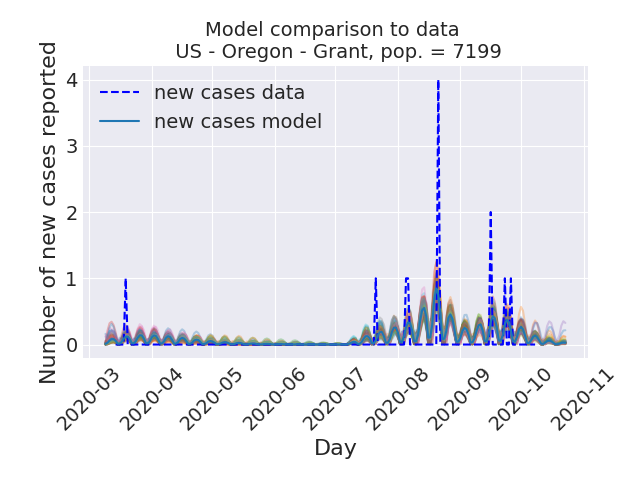 Model comparison to data
US - Oregon - Grant, pop. = 7199
Number of new cases reported
4
3
2
1
0
new cases data
new cases model
2020-03
2020-04
2020-05
2020-06
2020-07
2020-08
2020-09
2020-10
2020-11
Day